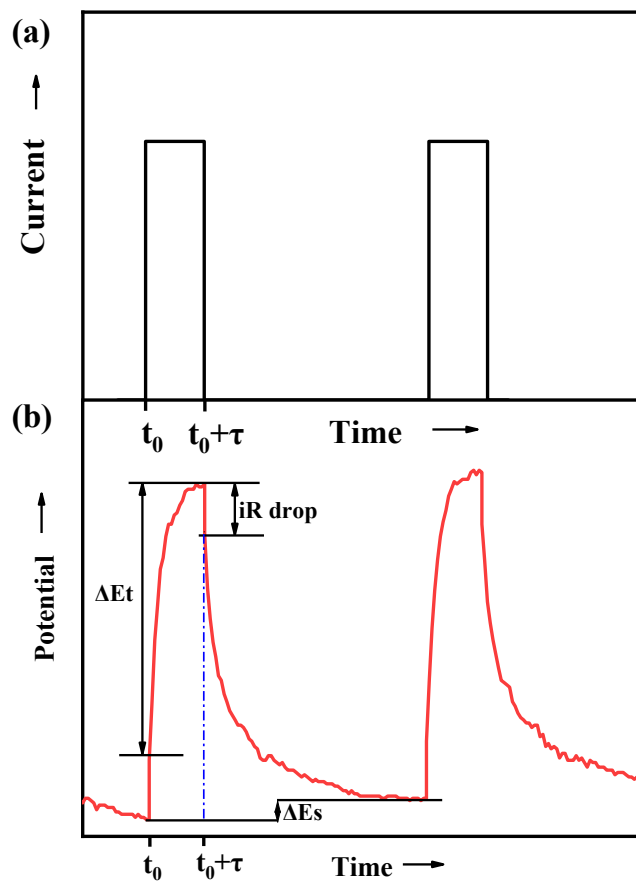 (a)
Current →
t₀ t₀+τ Time →
(b)
Potential →
iR drop
ΔEt
ΔEs
t₀ t₀+τ Time →